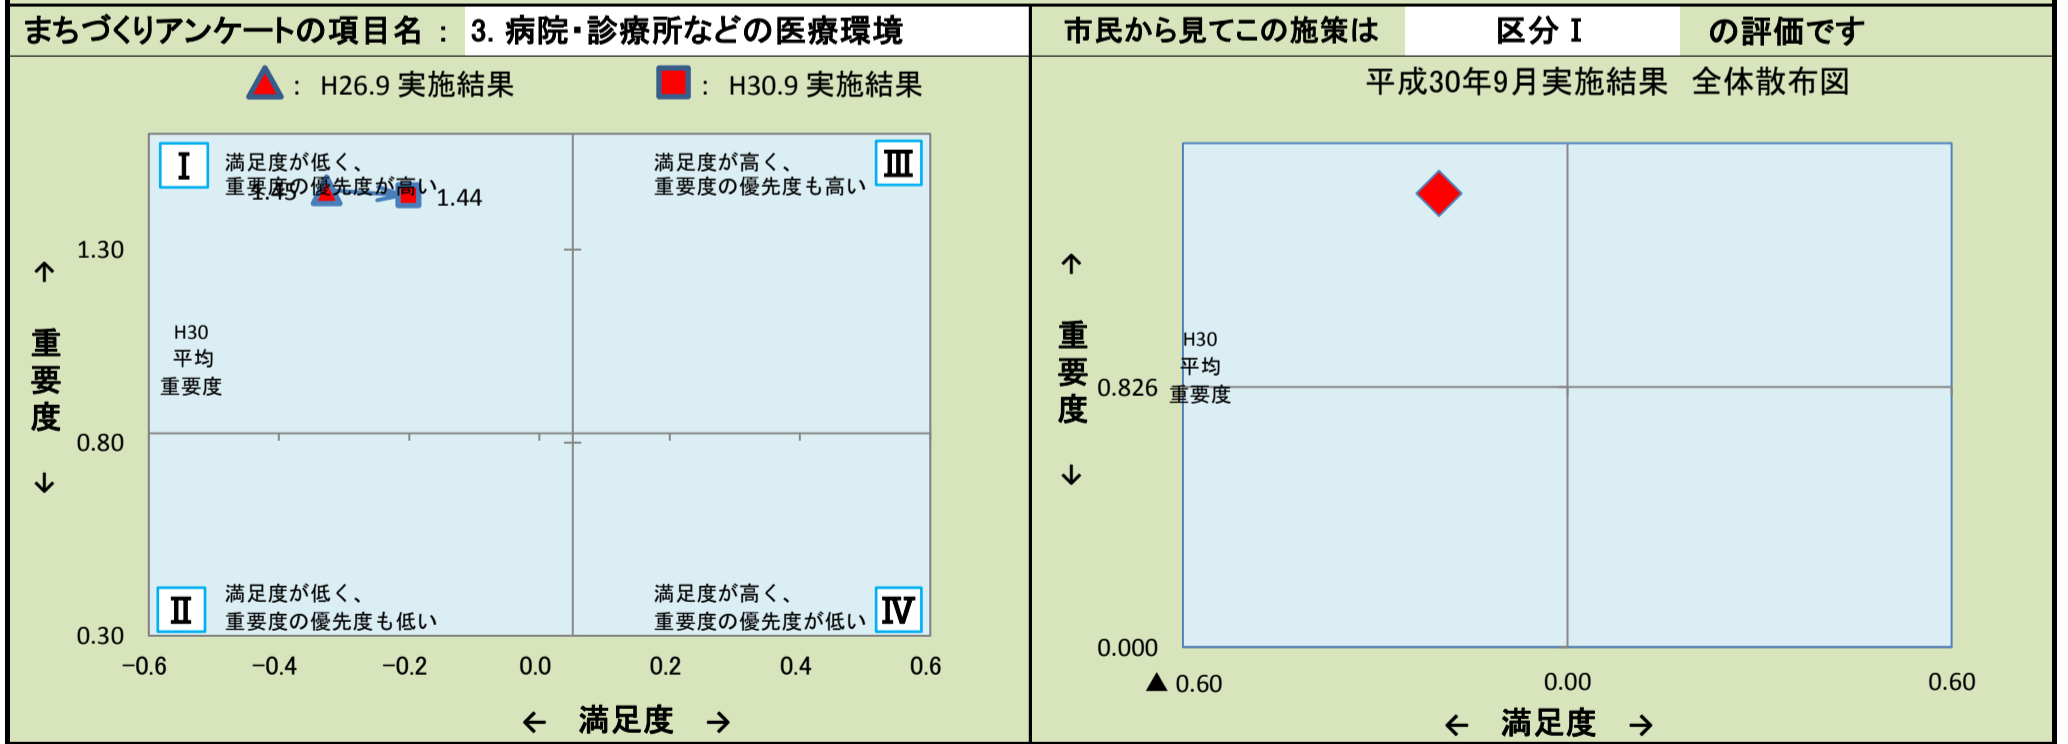 まちづくりアンケートの項目名 : 3. 病院・診療所などの医療環境
市民から見てこの施策は 区分Ⅰ の評価です
: H26.9 実施結果
: H30.9 実施結果
Ⅰ
満足度が低く、
重要度の優先度が高い
1.45
1.44
満足度が高く、
重要度の優先度も高い
Ⅲ
1.30
↑
重要度
↓
H30
平均
重要度
0.80
Ⅱ
満足度が低く、
重要度の優先度も低い
満足度が高く、
重要度の優先度が低い
Ⅳ
0.30
-0.6 -0.4 -0.2 0.0 0.2 0.4 0.6
← 満足度 →
平成30年9月実施結果 全体散布図
↑
重要度
↓
H30
平均
重要度
0.826
0.000
▲ 0.60 0.00 0.60
← 満足度 →